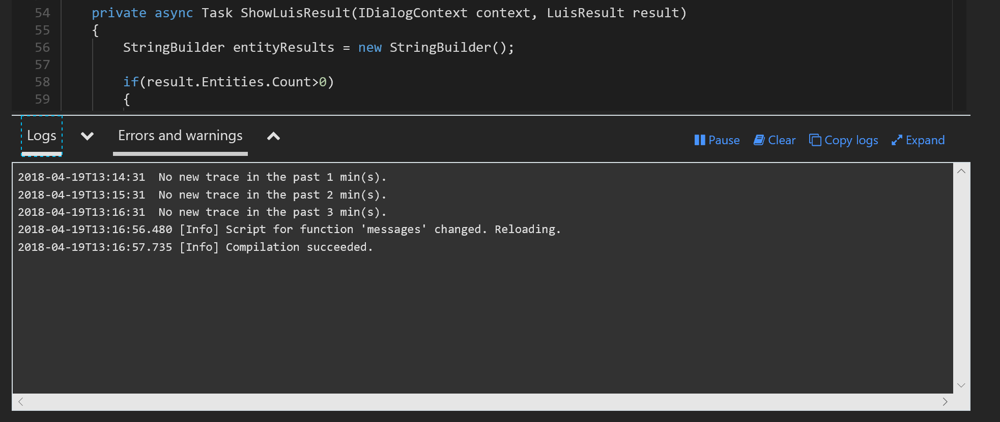 54 private async Task ShowLuisResult(IDialogContext context, LuisResult result)
55 {
56 StringBuilder entityResults = new StringBuilder();
57
58 if(result.Entities.Count>0)
59 {
Logs Errors and warnings Pause Clear Copy logs Expand
2018-04-19T13:14:31 No new trace in the past 1 min(s).
2018-04-19T13:15:31 No new trace in the past 2 min(s).
2018-04-19T13:16:31 No new trace in the past 3 min(s).
2018-04-19T13:16:56.480 [Info] Script for function 'messages' changed. Reloading.
2018-04-19T13:16:57.735 [Info] Compilation succeeded.